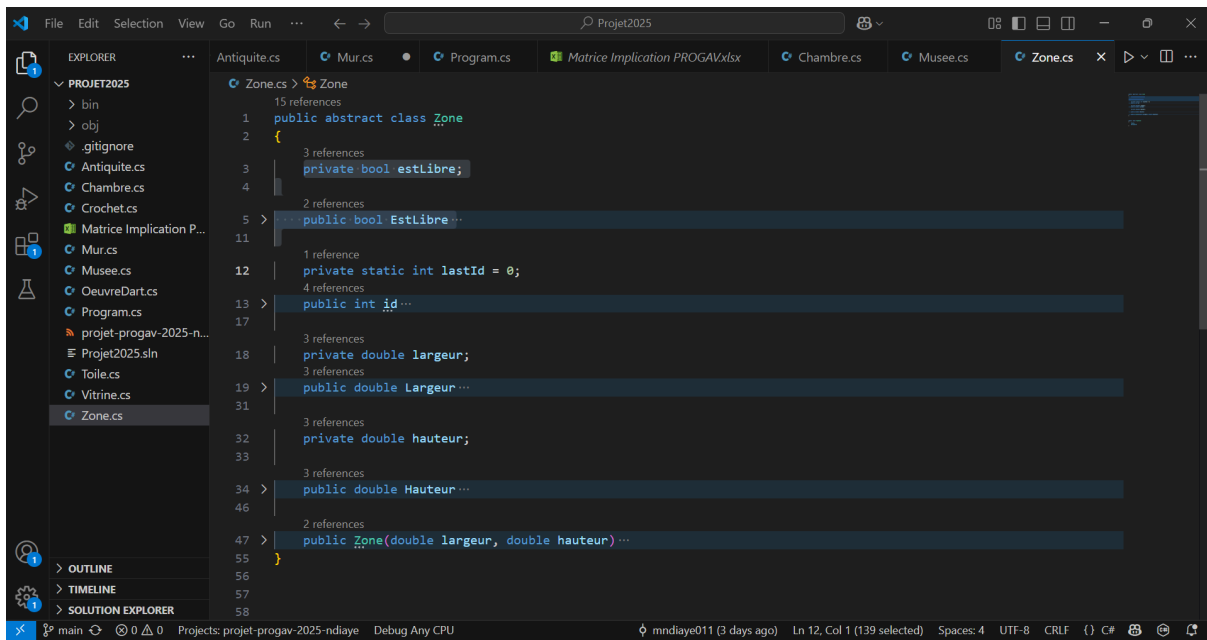 File Edit Selection View Go Run ··· ← → Projet2025
EXPLORER ···
PROJET2025
bin
obj
.gitignore
Antiquite.cs
Chambre.cs
Crochet.cs
Matrice Implication P...
Mur.cs
Musee.cs
OeuvreDart.cs
Program.cs
projet-progav-2025-n...
Projet2025.sln
Toile.cs
Vitrine.cs
Zone.cs
OUTLINE
TIMELINE
SOLUTION EXPLORER
Antiquite.cs Mur.cs Program.cs Matrice Implication PROGAV.xlsx Chambre.cs Musee.cs Zone.cs
Zone.cs > Zone
15 references
1 public abstract class Zone
2 {
3 references
3 private bool estLibre;
4
2 references
5 public bool EstLibre ···
11
1 reference
12 private static int lastId = 0;
4 references
13 public int id ···
17
3 references
18 private double largeur;
3 references
19 public double Largeur ···
31
3 references
32 private double hauteur;
33
3 references
34 public double Hauteur ···
46
2 references
47 public Zone(double largeur, double hauteur) ···
55 }
56
57
58
main 0 0 Projects: projet-progav-2025-ndiaye Debug Any CPU mndiaye011 (3 days ago) Ln 12, Col 1 (139 selected) Spaces: 4 UTF-8 CRLF {} C#